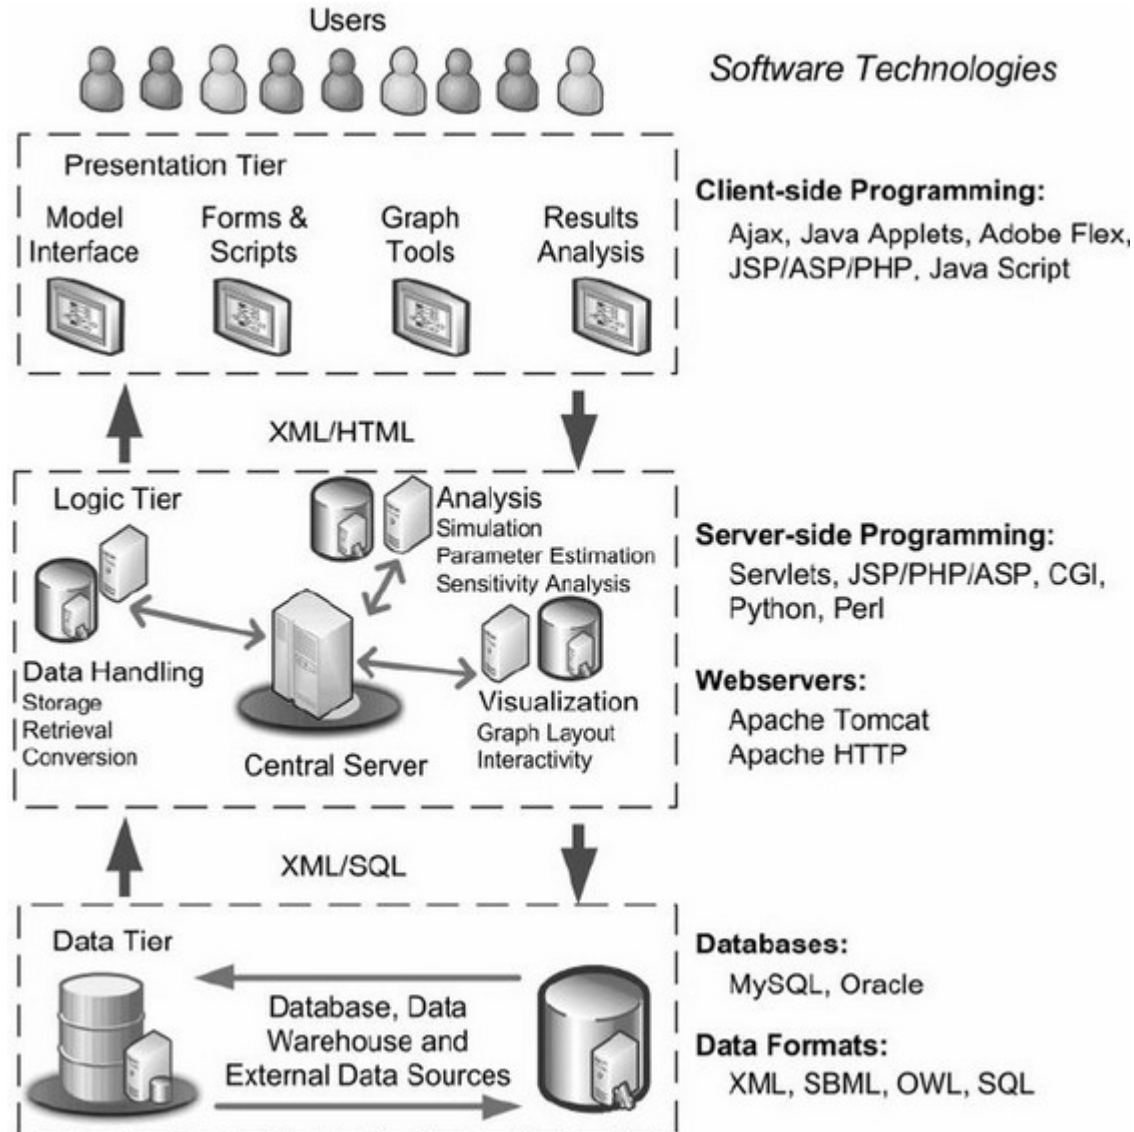 Users
Software Technologies
Presentation Tier
Model
Interface
Forms &
Scripts
Graph
Tools
Results
Analysis
Client-side Programming:
Ajax, Java Applets, Adobe Flex,
JSP/ASP/PHP, Java Script
XML/HTML
Logic Tier
Analysis
Simulation
Parameter Estimation
Sensitivity Analysis
Data Handling
Storage
Retrieval
Conversion
Central Server
Visualization
Graph Layout
Interactivity
Server-side Programming:
Servlets, JSP/PHP/ASP, CGI,
Python, Perl
Webservers:
Apache Tomcat
Apache HTTP
XML/SQL
Data Tier
Database, Data
Warehouse and
External Data Sources
Databases:
MySQL, Oracle
Data Formats:
XML, SBML, OWL, SQL